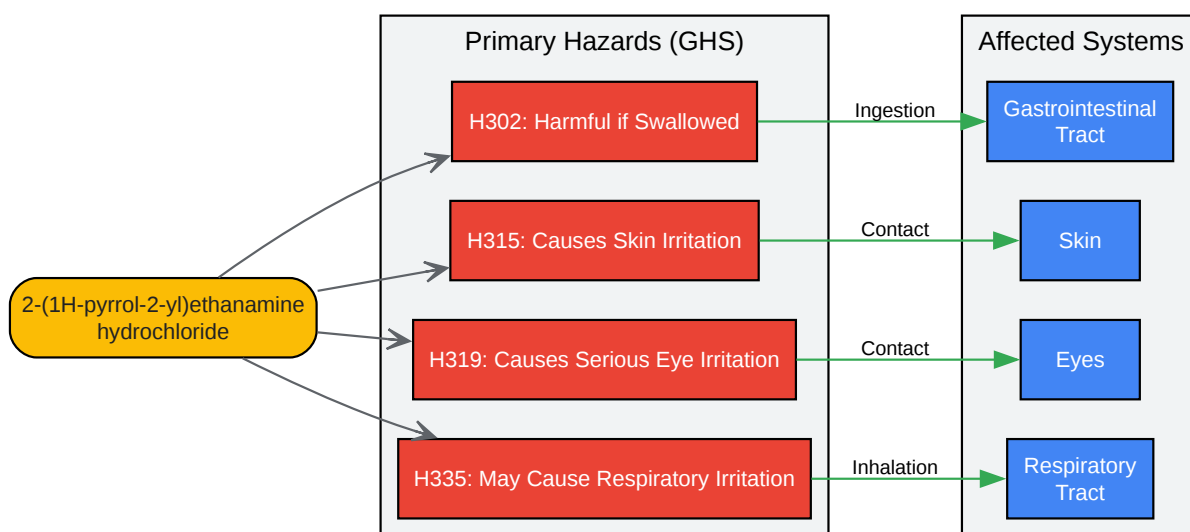 Primary Hazards (GHS)
Affected Systems
H302: Harmful if Swallowed
Ingestion
Gastrointestinal
Tract
H315: Causes Skin Irritation
Contact
Skin
2-(1H-pyrrol-2-yl)ethanamine
hydrochloride
H319: Causes Serious Eye Irritation
Contact
Eyes
H335: May Cause Respiratory Irritation
Inhalation
Respiratory
Tract